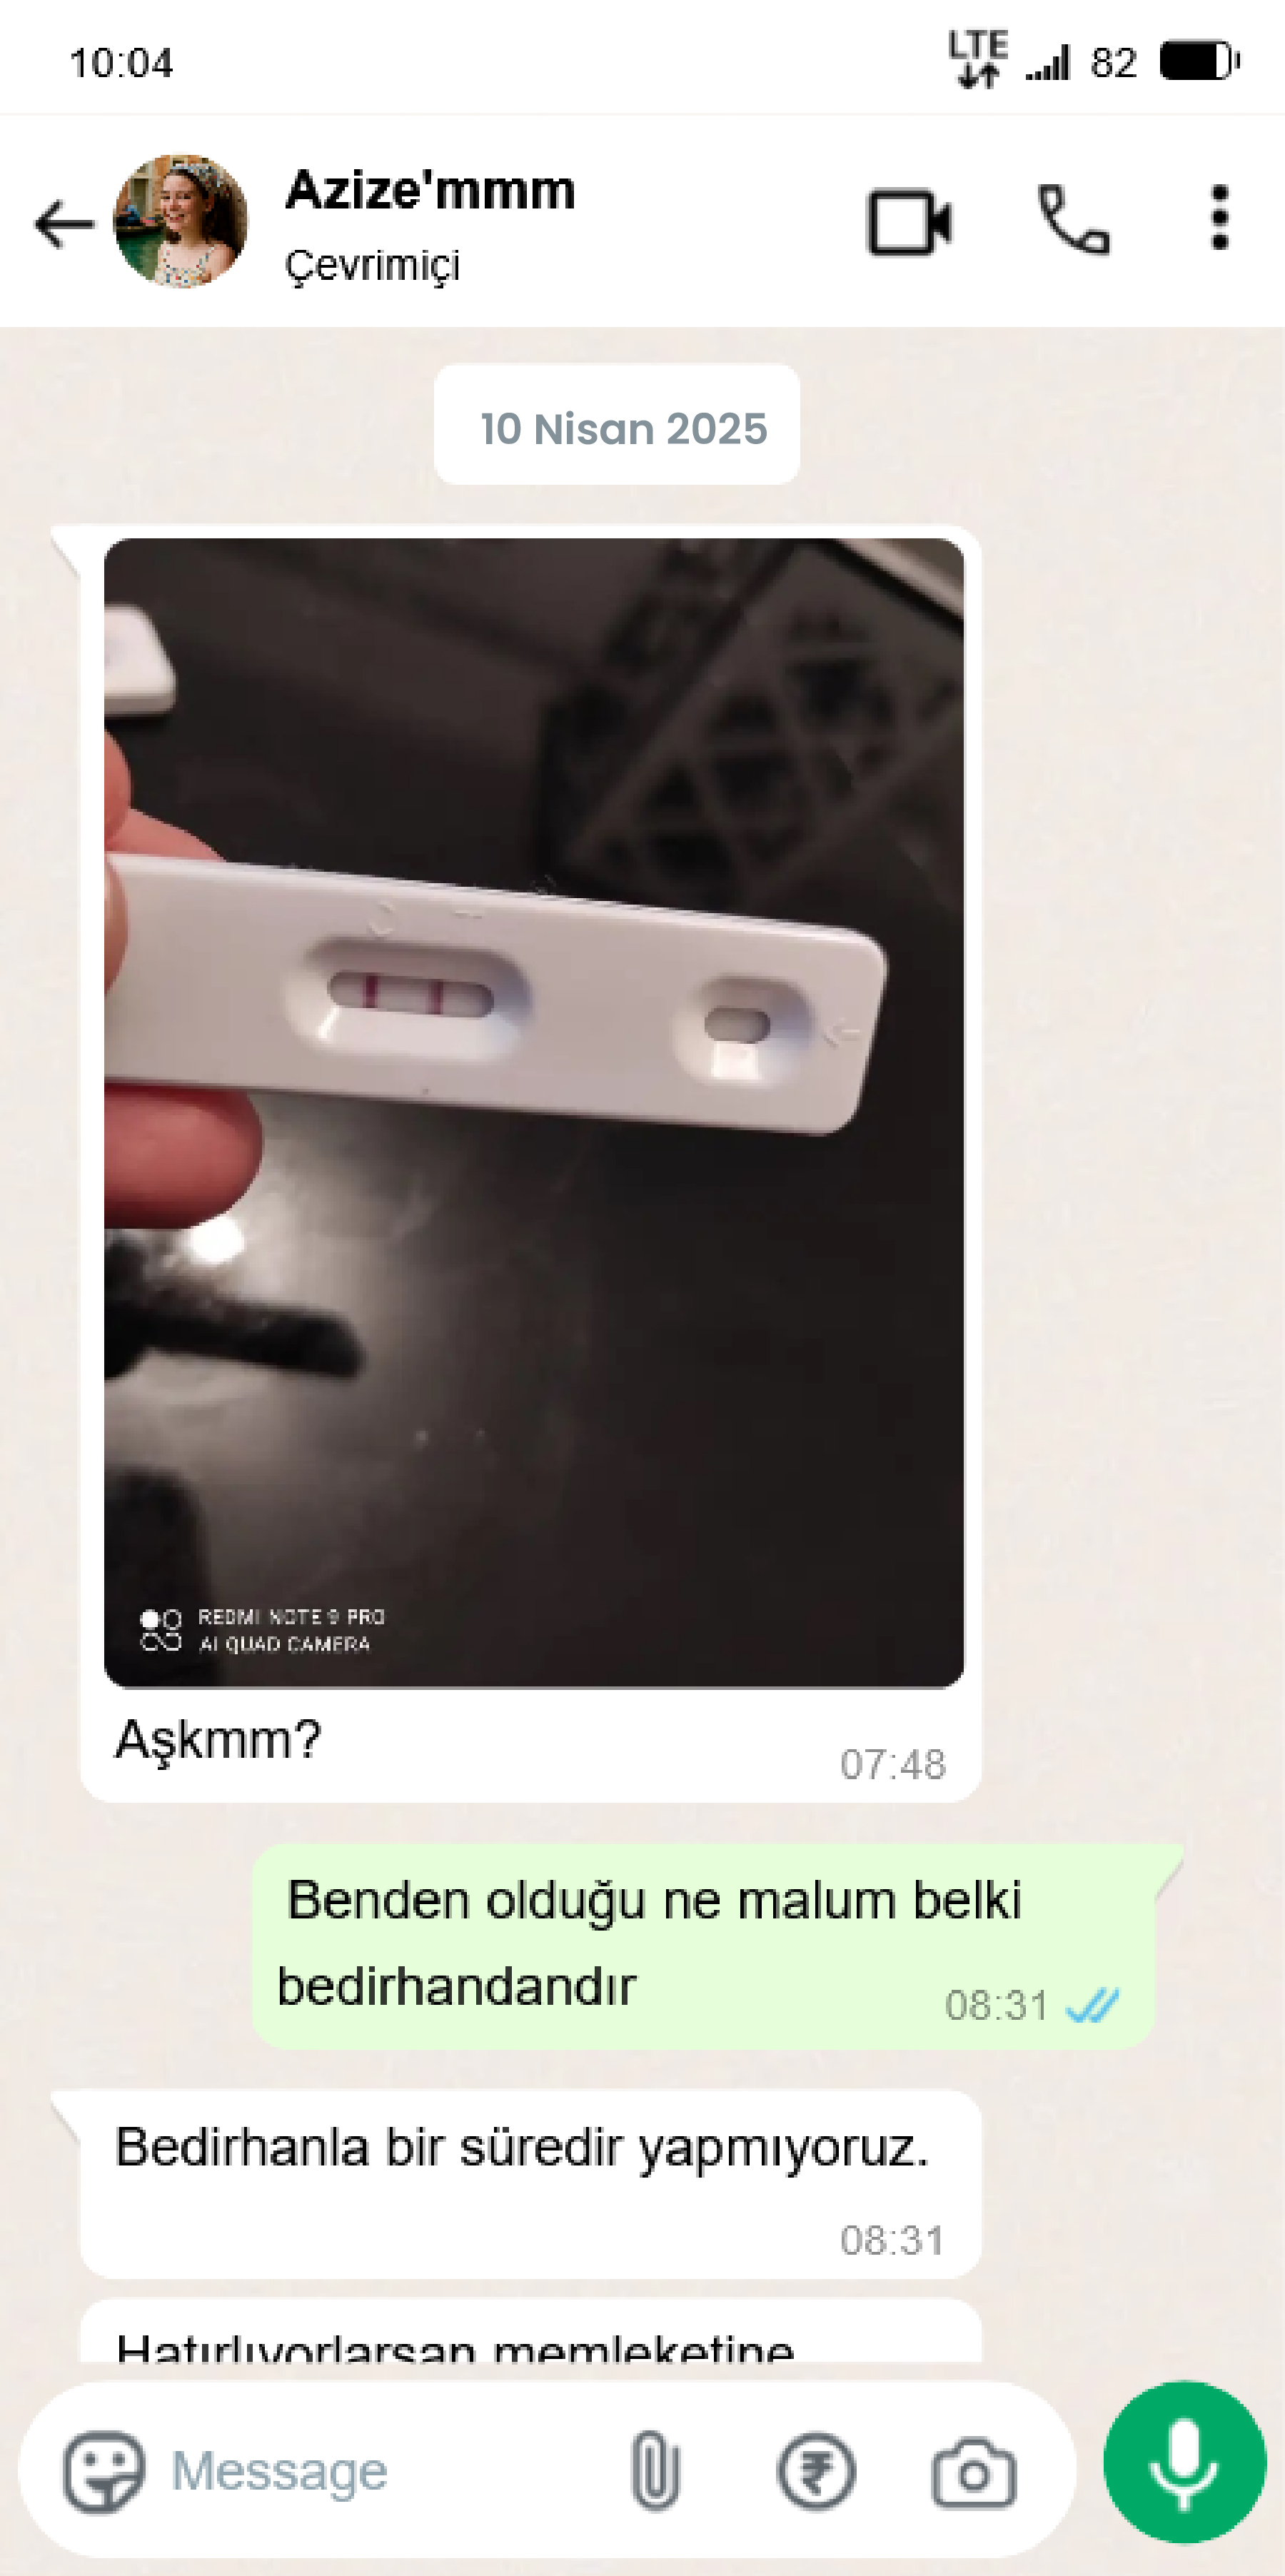 10:04
LTE
82
Azize'mmm
Çevrimiçi
10 Nisan 2025
REDMI NOTE 9 PRO
AI QUAD CAMERA
Aşkmm?
07:48
Benden olduğu ne malum belki
bedirhandandır
08:31
Bedirhanla bir süredir yapmıyoruz.
08:31
Hatırlıyorlarsan memleketine
Message